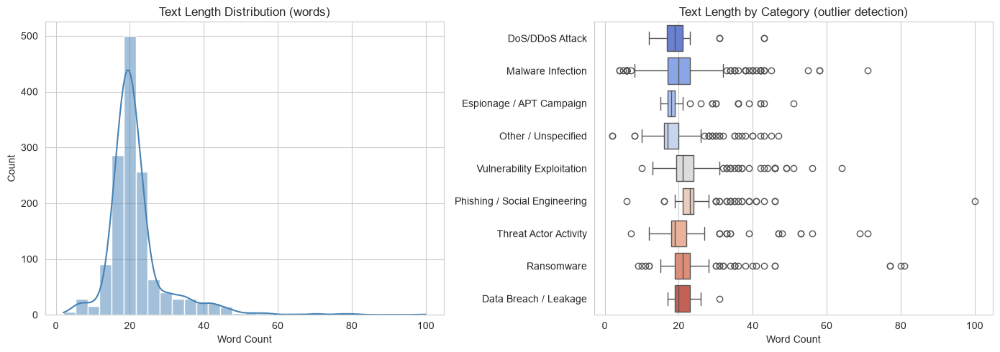 Text Length Distribution (words)
500
400
300
200
100
0
Count
0 20 40 60 80 100
Word Count
Text Length by Category (outlier detection)
DoS/DDoS Attack
Malware Infection
Espionage / APT Campaign
Other / Unspecified
Vulnerability Exploitation
Phishing / Social Engineering
Threat Actor Activity
Ransomware
Data Breach / Leakage
0 20 40 60 80 100
Word Count